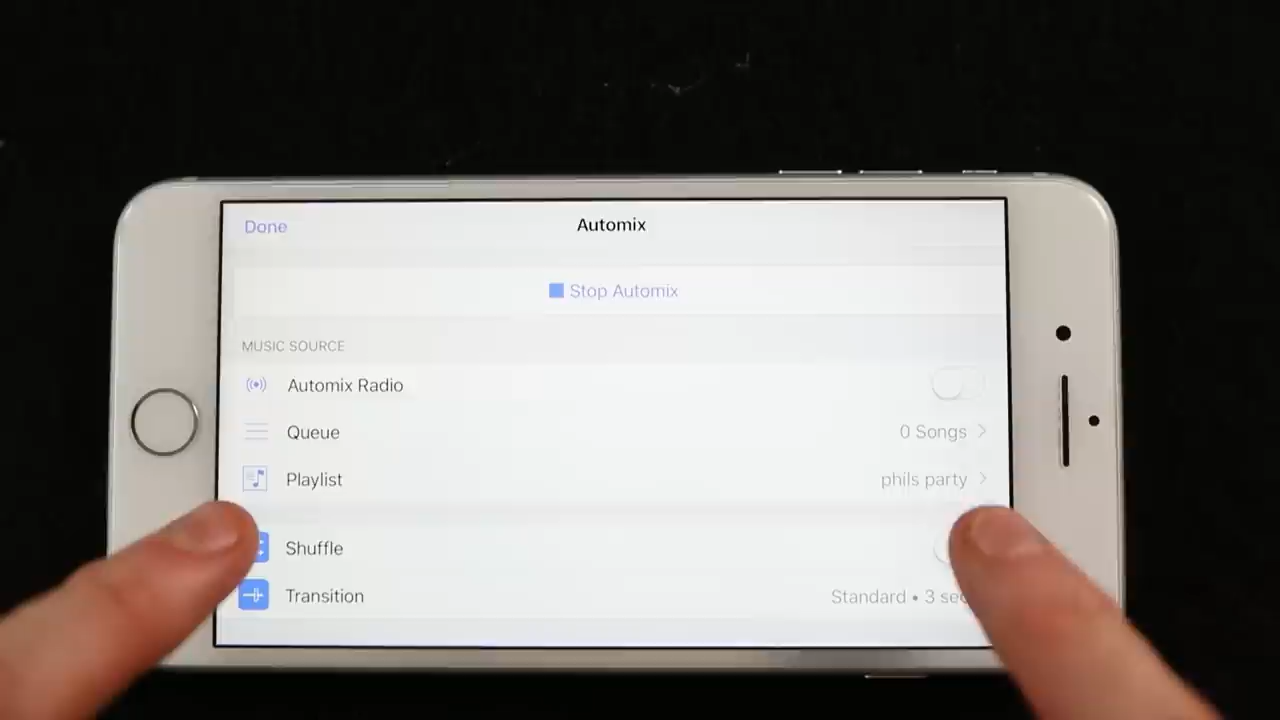 Done
Automix
Stop Automix
MUSIC SOURCE
Automix Radio
Queue
0 Songs
Playlist
phils party
Shuffle
Transition
Standard • 3